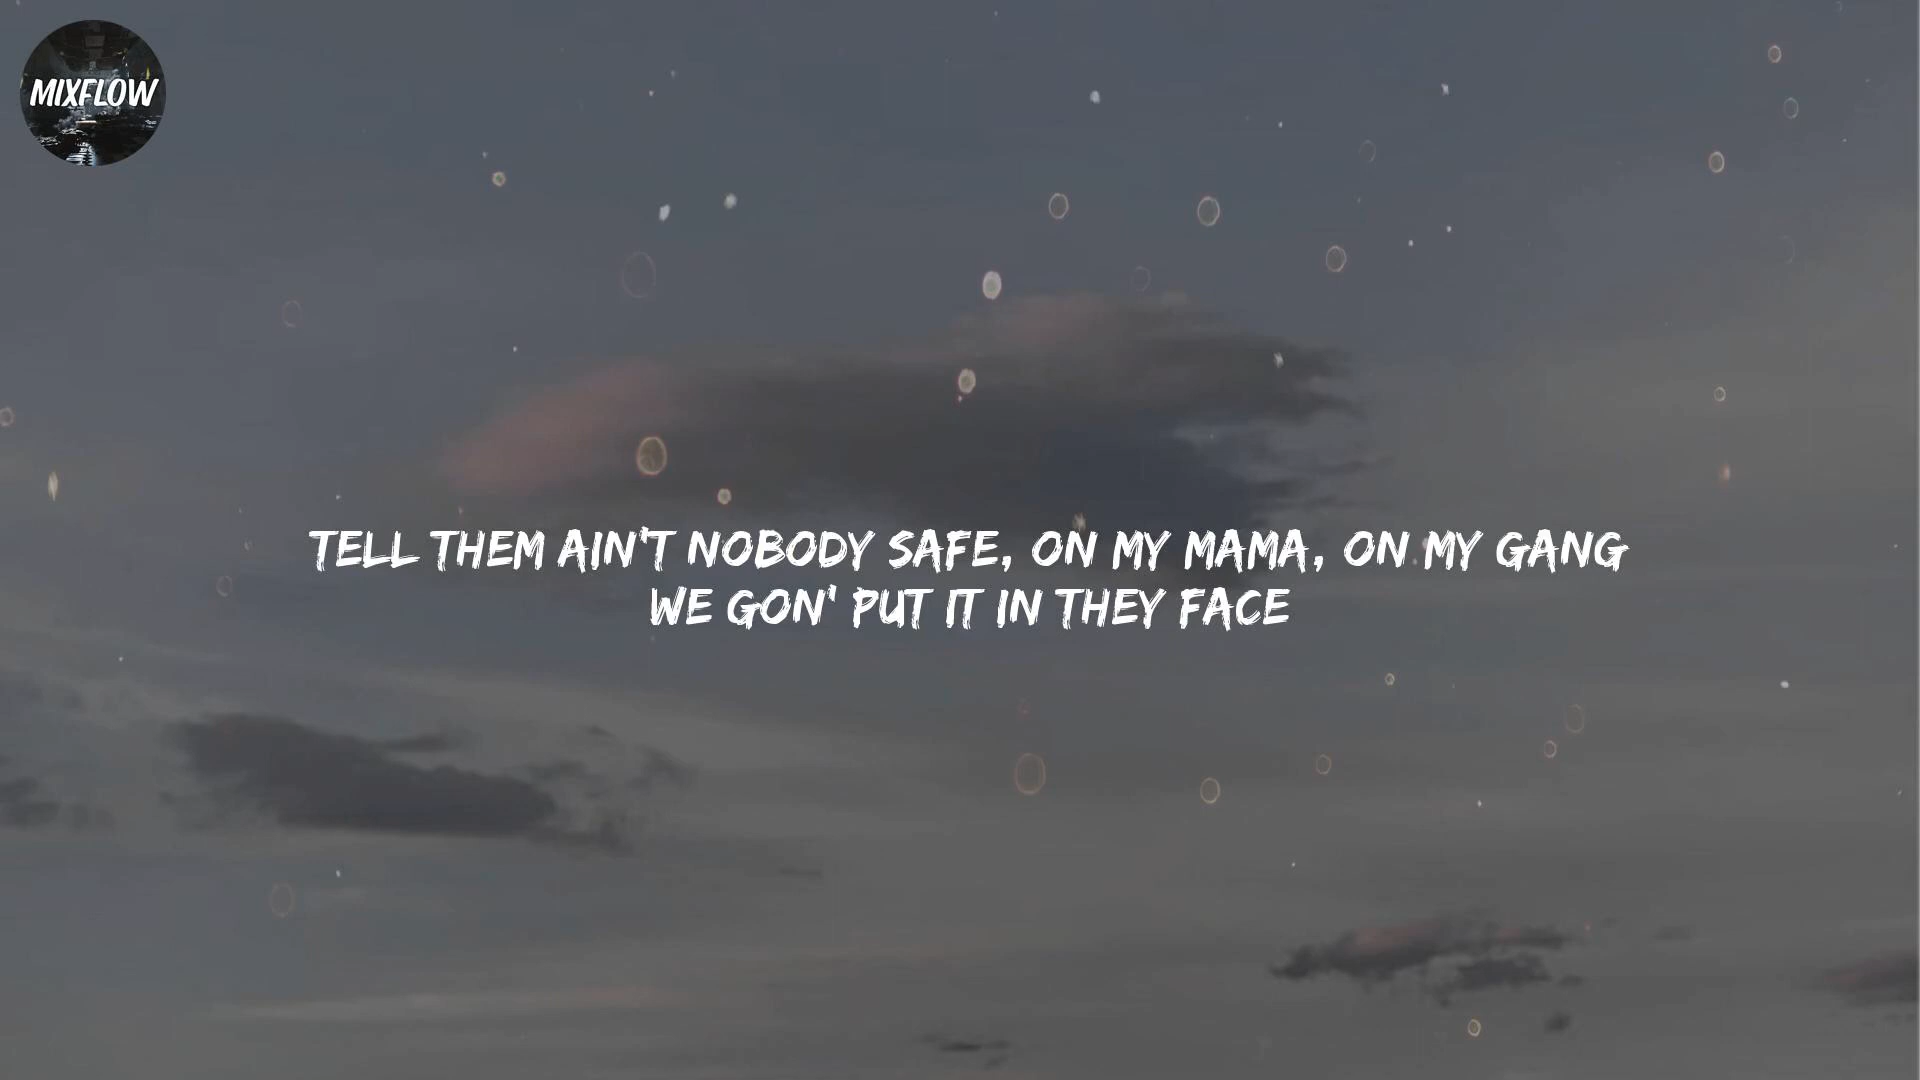 MIXFLOW
TELL THEM AIN'T NOBODY SAFE, ON MY MAMA, ON MY GANG
WE GON' PUT IT IN THEY FACE